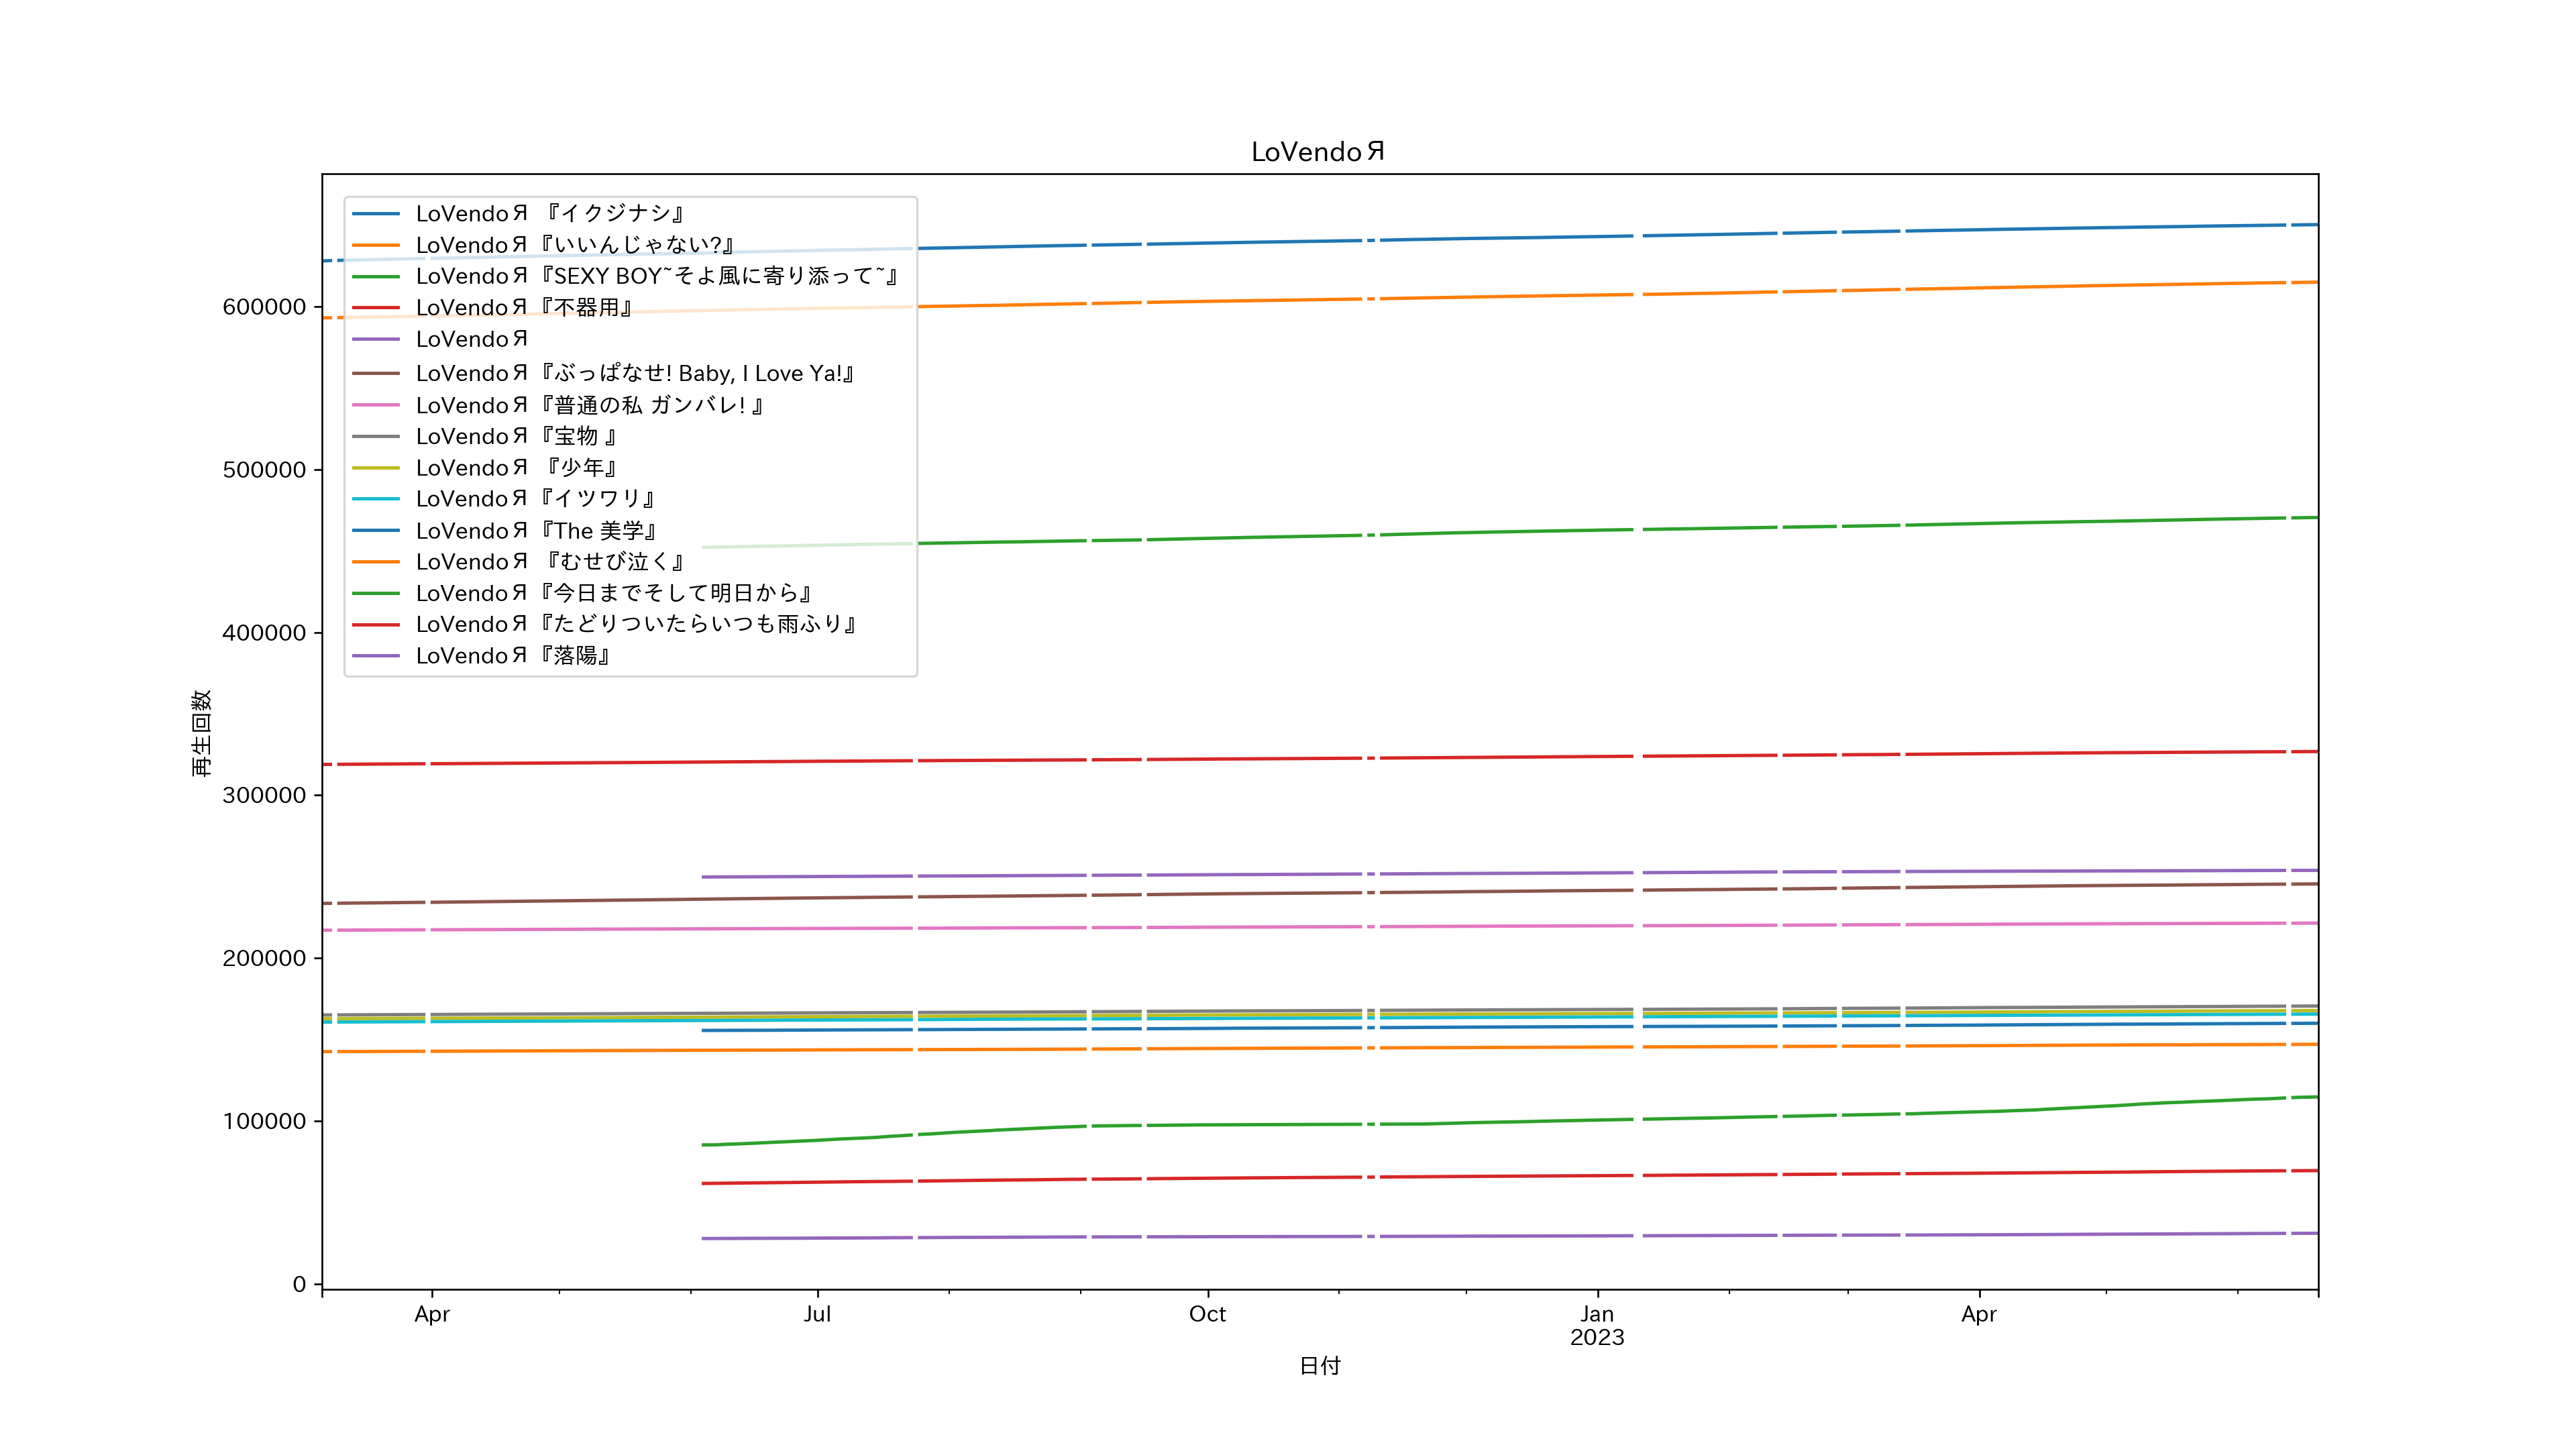 LoVendoЯ
LoVendoЯ 『イクジナシ』
LoVendoЯ『いいんじゃない?』
LoVendoЯ『SEXY BOY~そよ風に寄り添って~』
LoVendoЯ『不器用』
LoVendoЯ
LoVendoЯ『ぶっぱなせ! Baby, I Love Ya!』
LoVendoЯ『普通の私 ガンバレ! 』
LoVendoЯ『宝物 』
LoVendoЯ 『少年』
LoVendoЯ『イツワリ』
LoVendoЯ『The 美学』
LoVendoЯ 『むせび泣く』
LoVendoЯ『今日までそして明日から』
LoVendoЯ『たどりついたらいつも雨ふり』
LoVendoЯ『落陽』
再生回数
600000
500000
400000
300000
200000
100000
0
Apr Jul Oct Jan Apr
2023
日付